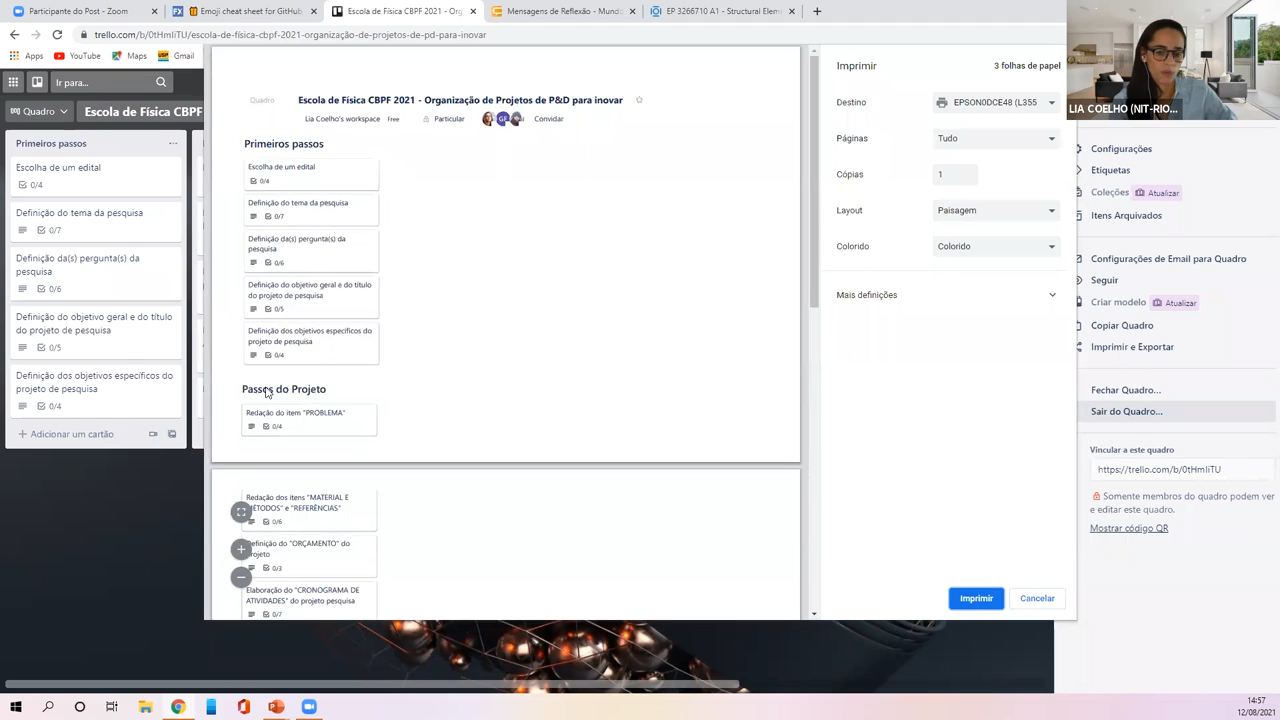 Participante do Post - Zoom
Emoji cheat sheet for GitHub
Escola de Física CBPF 2021 - Org
Mensagens de Reflexão - Mund
EP 3266710 A1 - Structural Elem
trello.com/b/0tHmIiTU/escola-de-física-cbpf-2021-organização-de-projetos-de-pd-para-inovar
Apps
YouTube
Maps
Gmail
Ir para...
Quadro
Escola de Física CBPF
Primeiros passos
Escolha de um edital
0/4
Definição do tema da pesquisa
0/7
Definição da(s) pergunta(s) da
pesquisa
0/6
Definição do objetivo geral e do título
do projeto de pesquisa
0/5
Definição dos objetivos específicos do
projeto de pesquisa
0/4
+ Adicionar um cartão
Quadro
Escola de Física CBPF 2021 - Organização de Projetos de P&D para inovar
Lia Coelho's workspace
Free
Particular
Convidar
Primeiros passos
Escolha de um edital
0/4
Definição do tema da pesquisa
0/7
Definição da(s) pergunta(s) da
pesquisa
0/6
Definição do objetivo geral e do título
do projeto de pesquisa
0/5
Definição dos objetivos específicos do
projeto de pesquisa
0/4
Passos do Projeto
Redação do item "PROBLEMA"
0/4
Redação dos itens "MATERIAL E
MÉTODOS" e "REFERÊNCIAS"
0/6
Definição do "ORÇAMENTO" do
projeto
0/3
Elaboração do "CRONOGRAMA DE
ATIVIDADES" do projeto pesquisa
0/7
Imprimir
3 folhas de papel
Destino
EPSON0DCE48 (L355
Páginas
Tudo
Cópias
1
Layout
Paisagem
Colorido
Colorido
Mais definições
Imprimir
Cancelar
LIA COELHO (NIT-RIO...
Configurações
Etiquetas
Coleções
Atualizar
Itens Arquivados
Configurações de Email para Quadro
Seguir
Criar modelo
Atualizar
Copiar Quadro
Imprimir e Exportar
Fechar Quadro...
Sair do Quadro...
Vincular a este quadro
https://trello.com/b/0tHmIiTU
Somente membros do quadro podem ver
e editar este quadro.
Mostrar código QR
14:57
12/08/2021